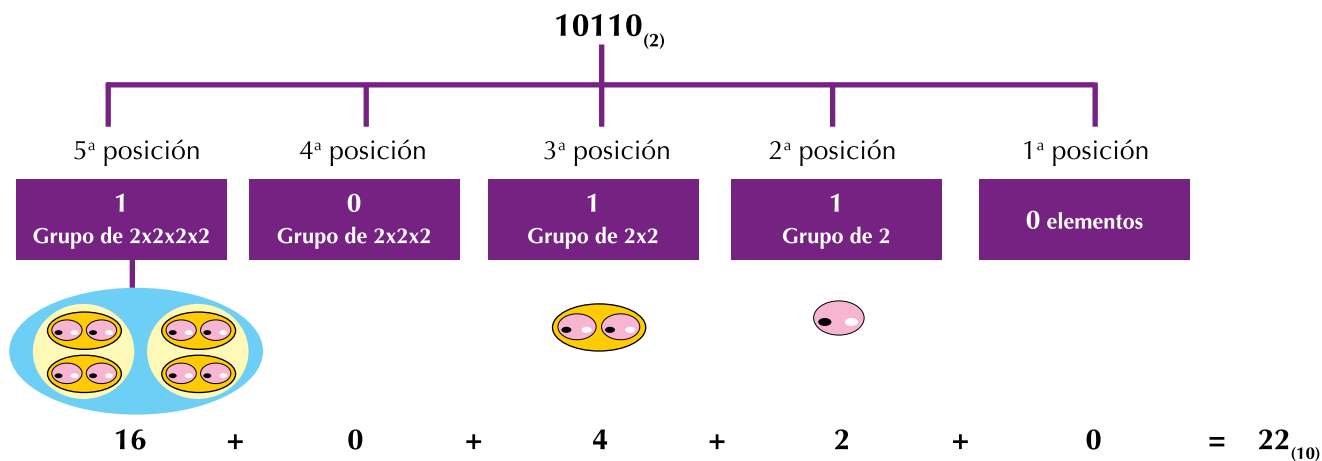 10110(2)
5ª posición
4ª posición
3ª posición
2ª posición
1ª posición
1
Grupo de 2x2x2x2
0
Grupo de 2x2x2
1
Grupo de 2x2
1
Grupo de 2
0 elementos
16 + 0 + 4 + 2 + 0 = 22(10)